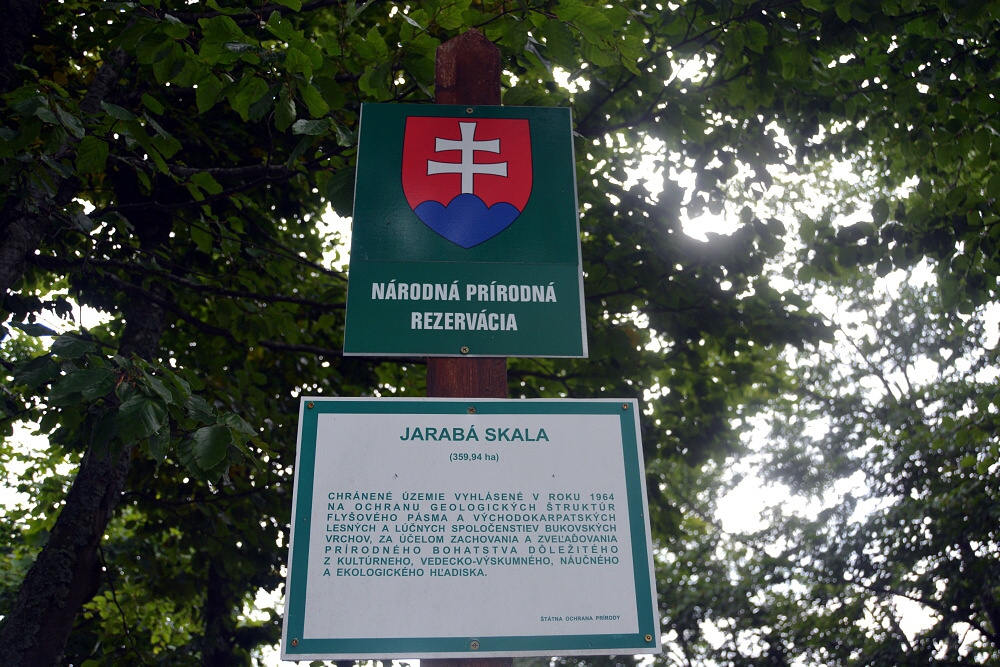 NÁRODNÁ PRÍRODNÁ
REZERVÁCIA
JARABÁ SKALA
(359,94 ha)
CHRÁNENÉ ÚZEMIE VYHLÁSENÉ V ROKU 1964
NA OCHRANU GEOLOGICKÝCH ŠTRUKTÚR
FLYŠOVÉHO PÁSMA A VÝCHODOKARPATSKÝCH
LESNÝCH A LÚČNYCH SPOLOČENSTIEV BUKOVSKÝCH
VRCHOV, ZA ÚČELOM ZACHOVANIA A ZVEĽAĎOVANIA
PRÍRODNÉHO BOHATSTVA DÔLEŽITÉHO
Z KULTÚRNEHO, VEDECKO-VÝSKUMNÉHO, NÁUČNÉHO
A EKOLOGICKÉHO HĽADISKA.
ŠTÁTNA OCHRANA PRÍRODY